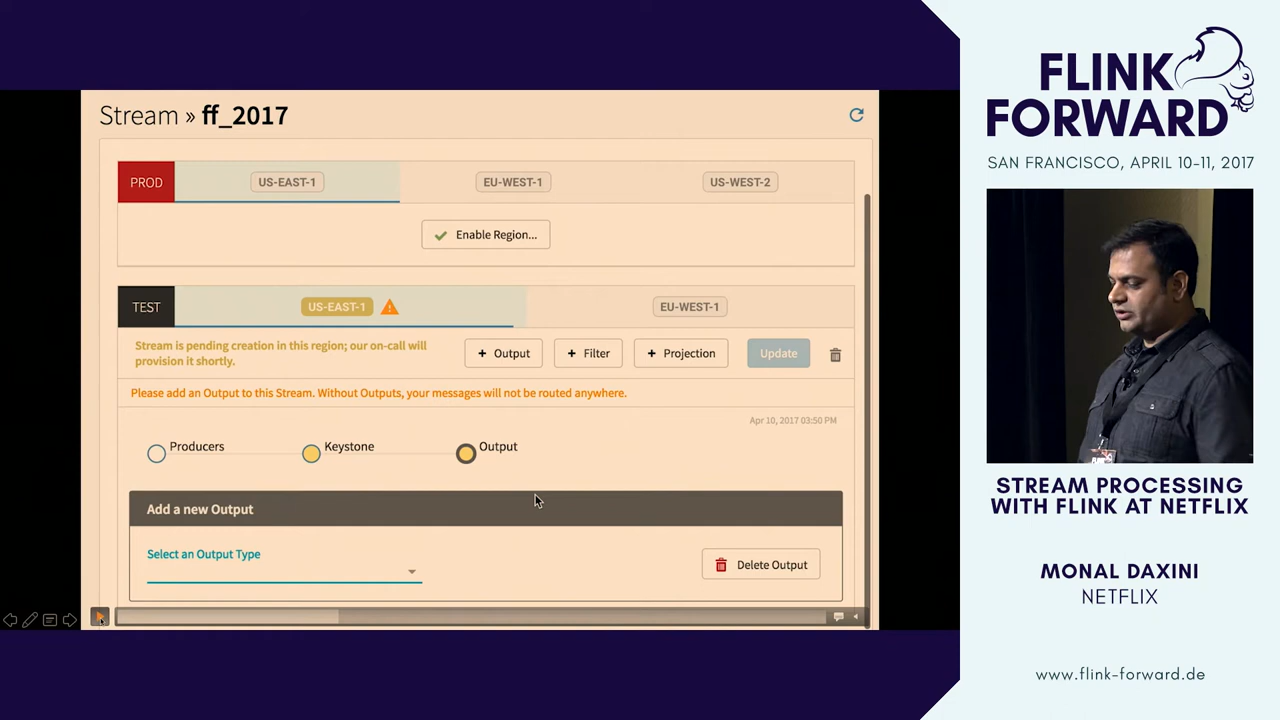 Stream » ff_2017
PROD
US-EAST-1
EU-WEST-1
US-WEST-2
Enable Region...
TEST
US-EAST-1
EU-WEST-1
Stream is pending creation in this region; our on-call will
provision it shortly.
+ Output
+ Filter
+ Projection
Update
Please add an Output to this Stream. Without Outputs, your messages will not be routed anywhere.
Apr 10, 2017 03:50 PM
Producers
Keystone
Output
Add a new Output
Select an Output Type
Delete Output
FLINK
FORWARD
SAN FRANCISCO, APRIL 10-11, 2017
STREAM PROCESSING
WITH FLINK AT NETFLIX
MONAL DAXINI
NETFLIX
www.flink-forward.de